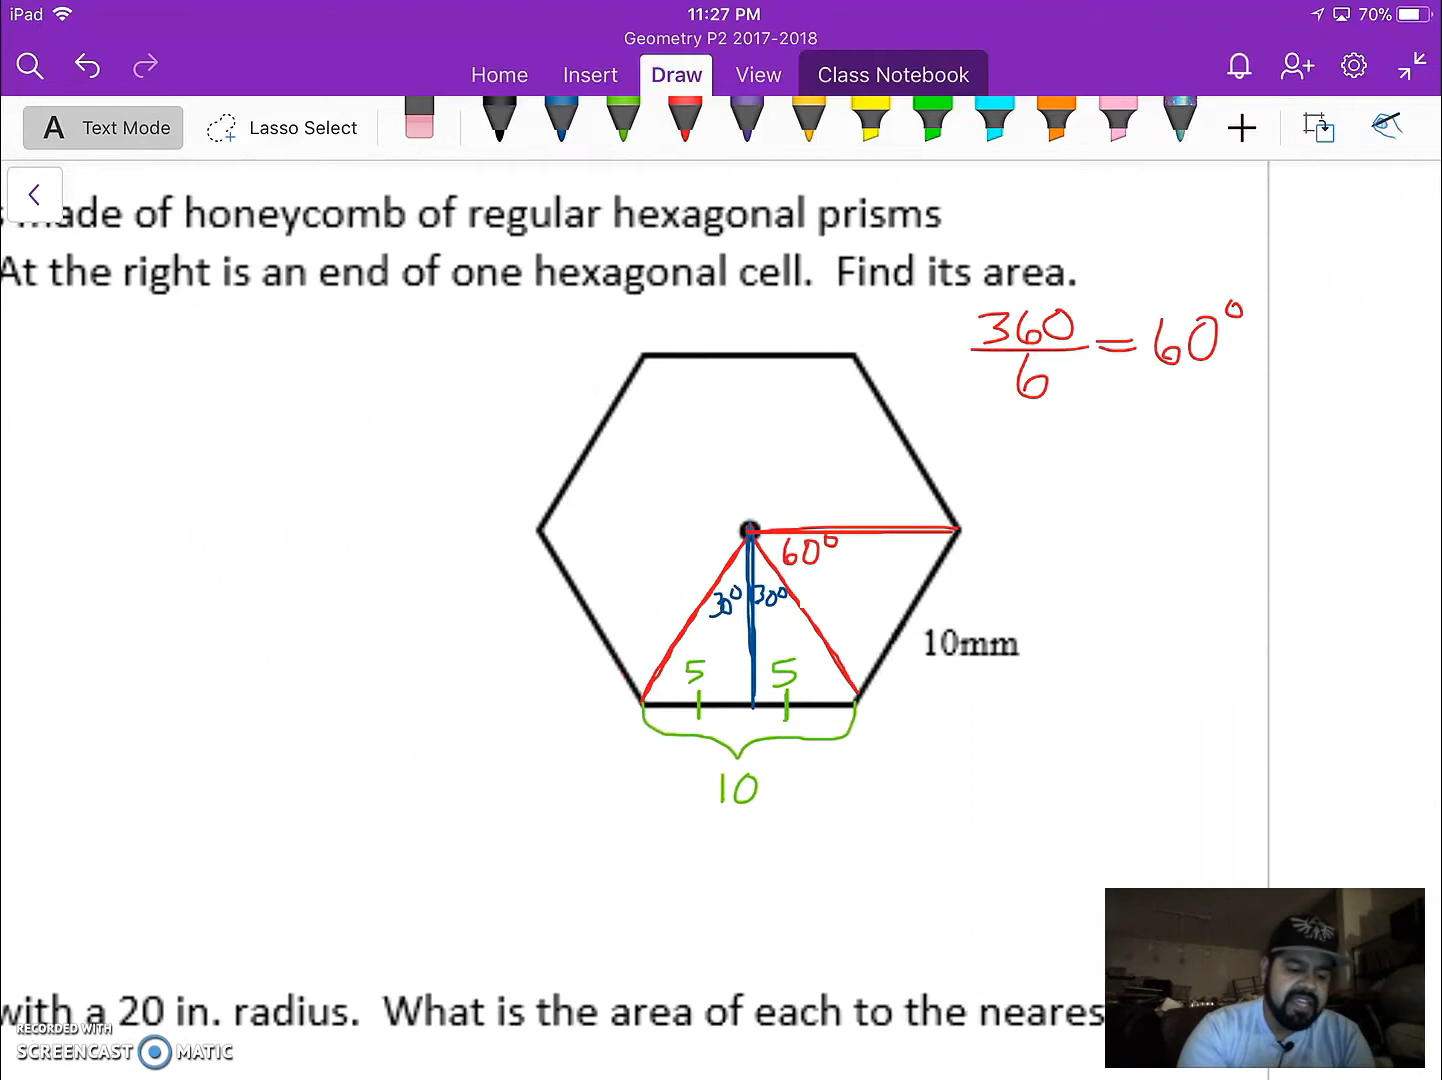 iPad 11:27 PM 70%
Geometry P2 2017-2018
Home Insert Draw View Class Notebook
A Text Mode Lasso Select
made of honeycomb of regular hexagonal prisms
At the right is an end of one hexagonal cell. Find its area.
360
6
= 60°
60°
30° 30°
10mm
5 5
10
with a 20 in. radius. What is the area of each to the
RECORDED WITH
SCREENCAST MATIC